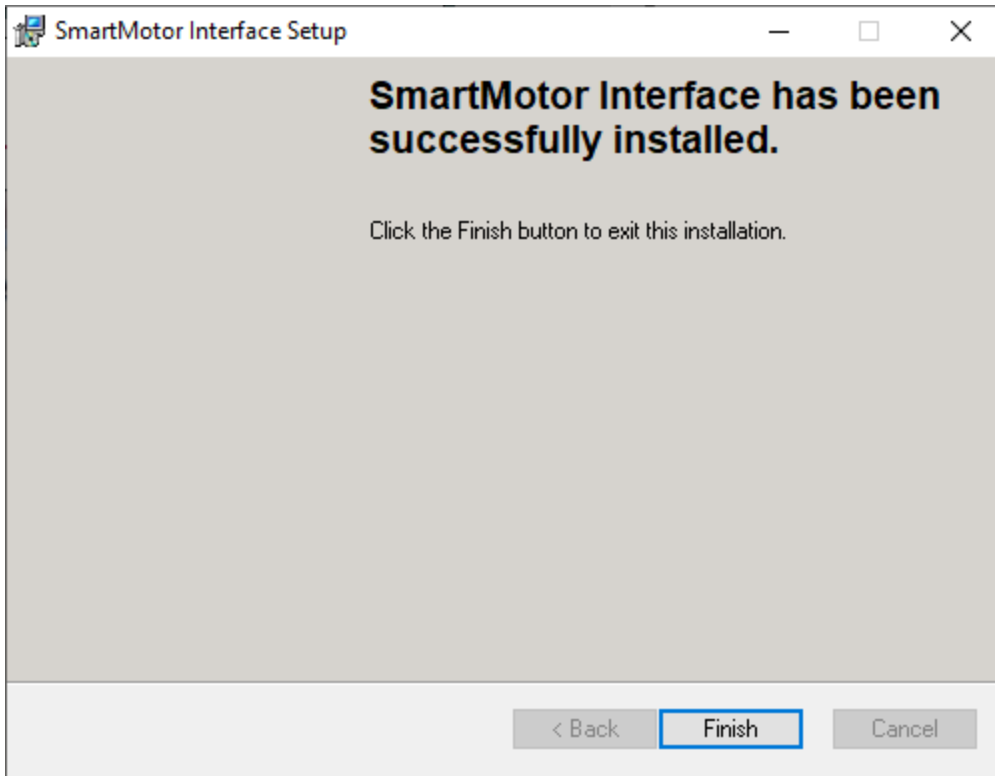 SmartMotor Interface Setup
SmartMotor Interface has been
successfully installed.
Click the Finish button to exit this installation.
< Back
Finish
Cancel